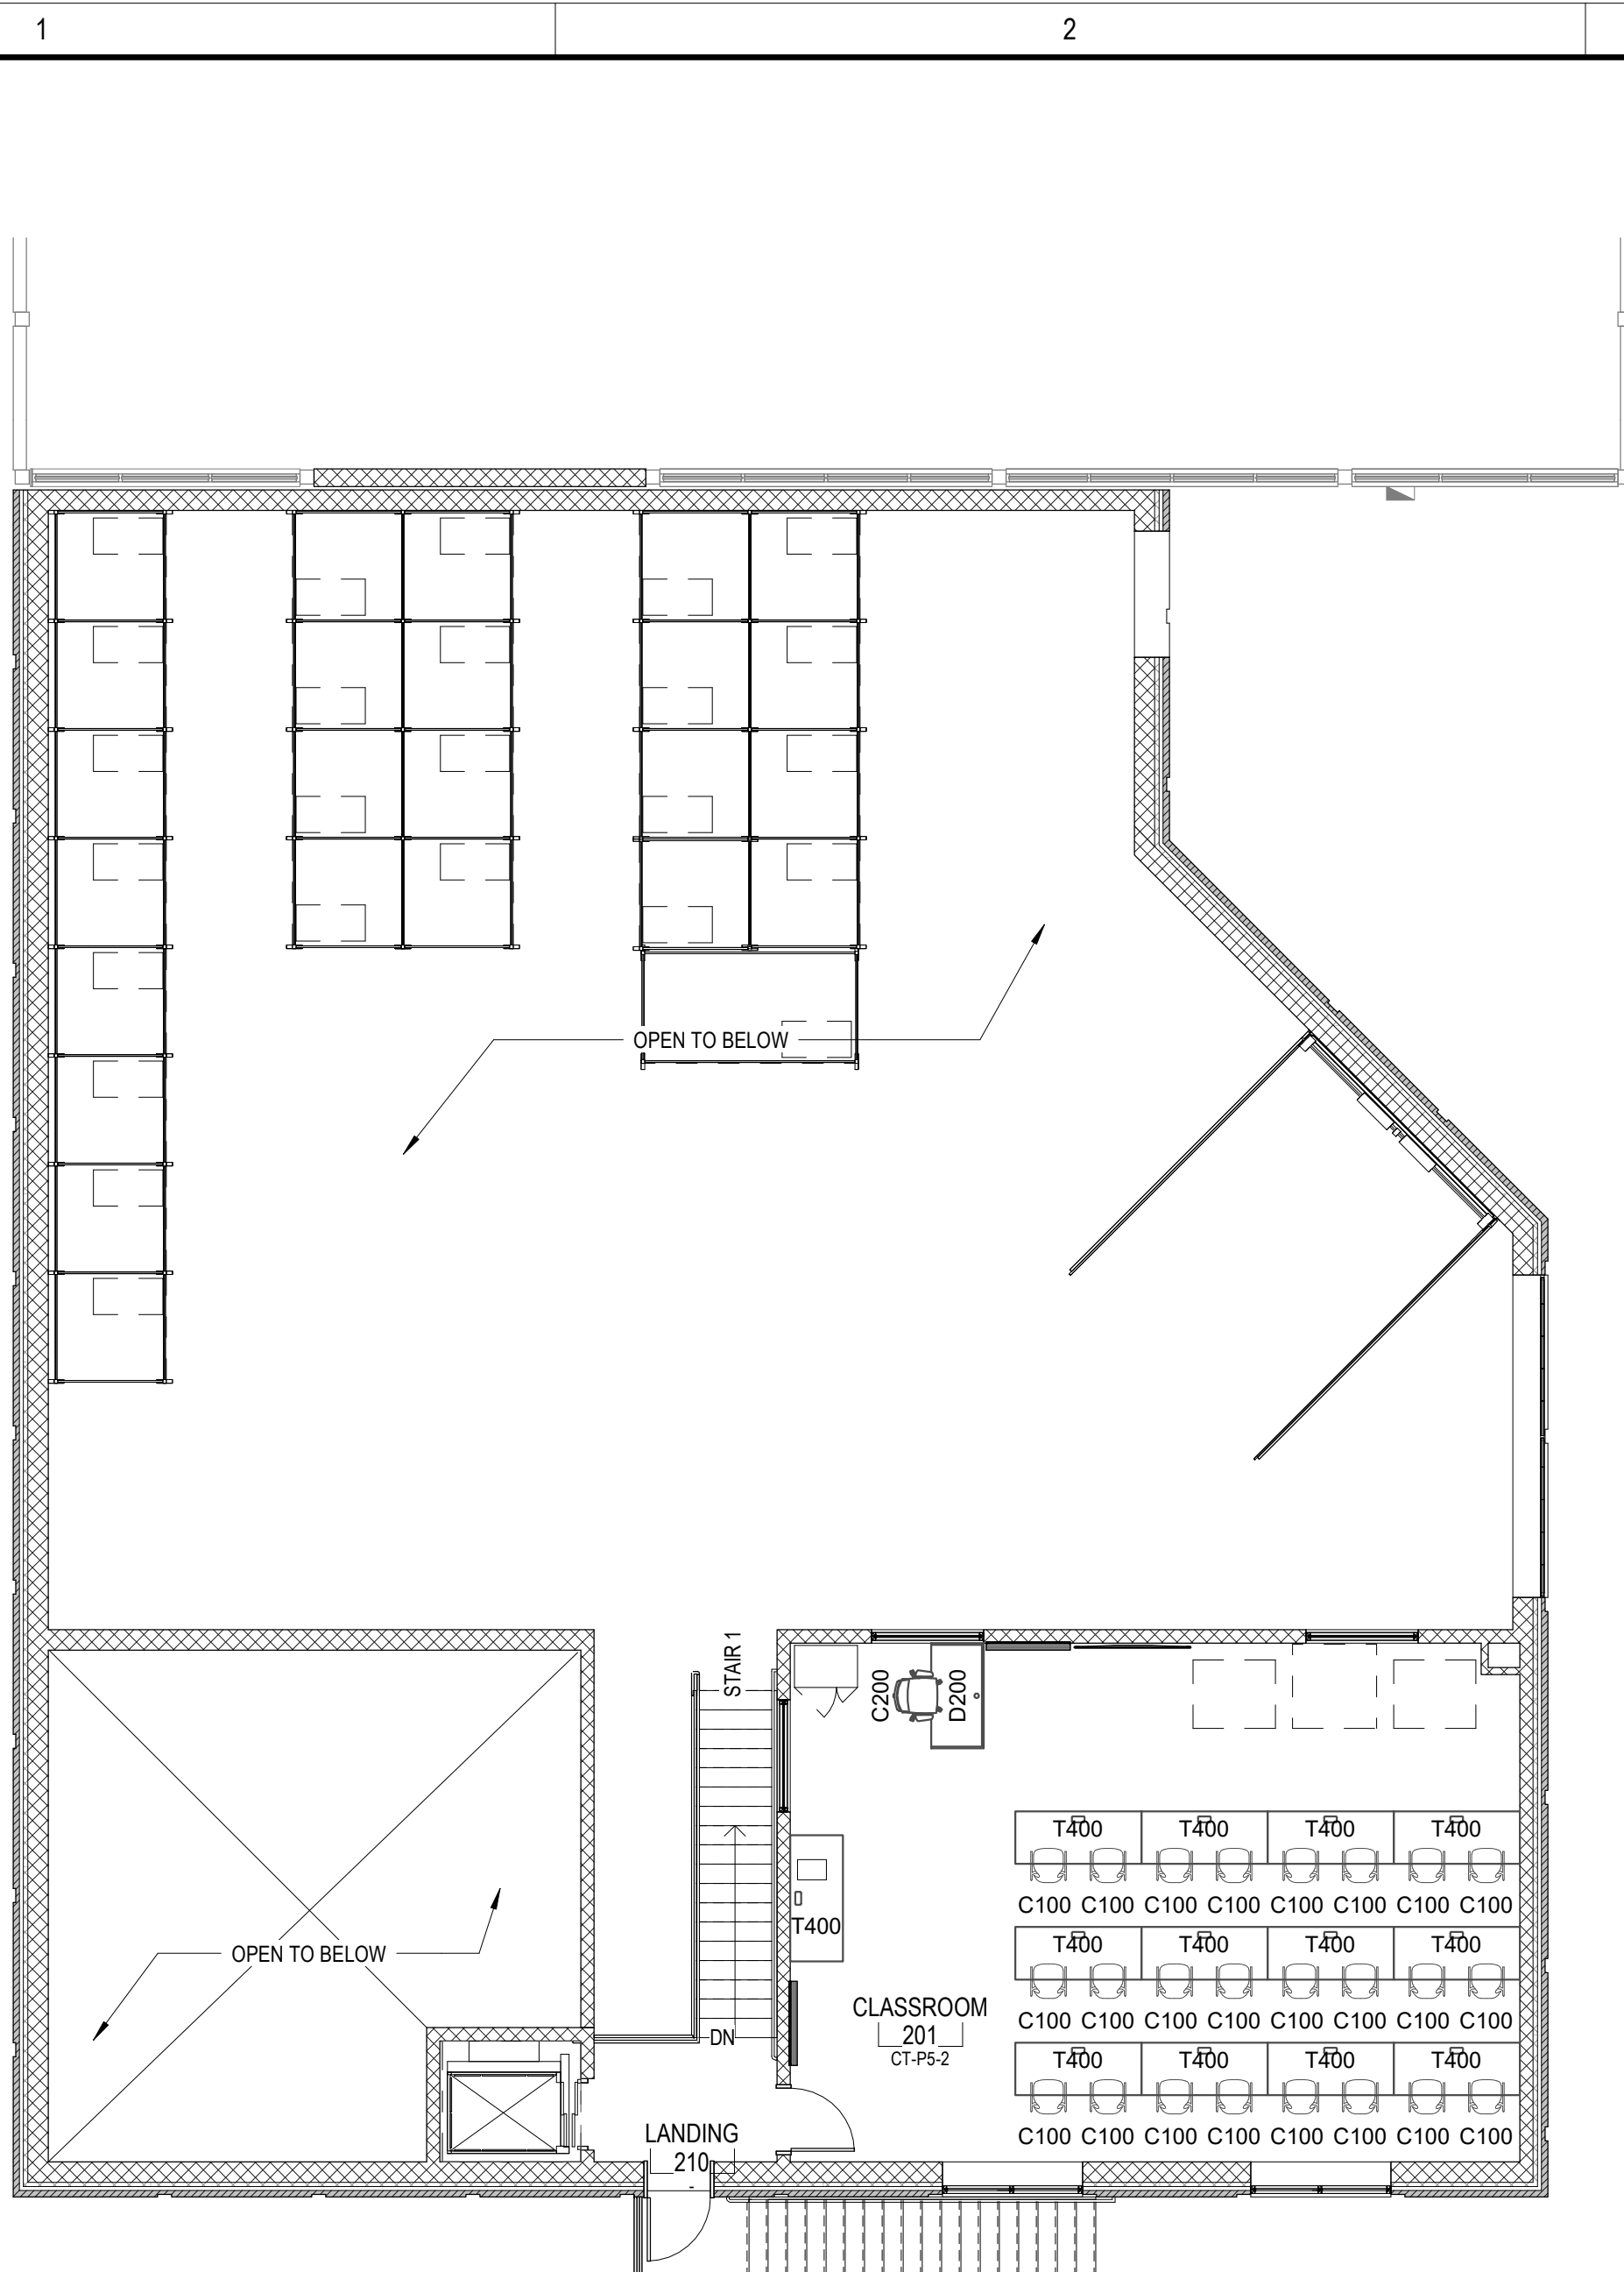 1
2
OPEN TO BELOW
STAIR 1
C200
D200
T400 T400 T400 T400
C100 C100 C100 C100 C100 C100 C100 C100
T400
T400 T400 T400 T400
OPEN TO BELOW
C100 C100 C100 C100 C100 C100 C100 C100
CLASSROOM
201
CT-P5-2
DN
T400 T400 T400 T400
C100 C100 C100 C100 C100 C100 C100 C100
LANDING
210
-